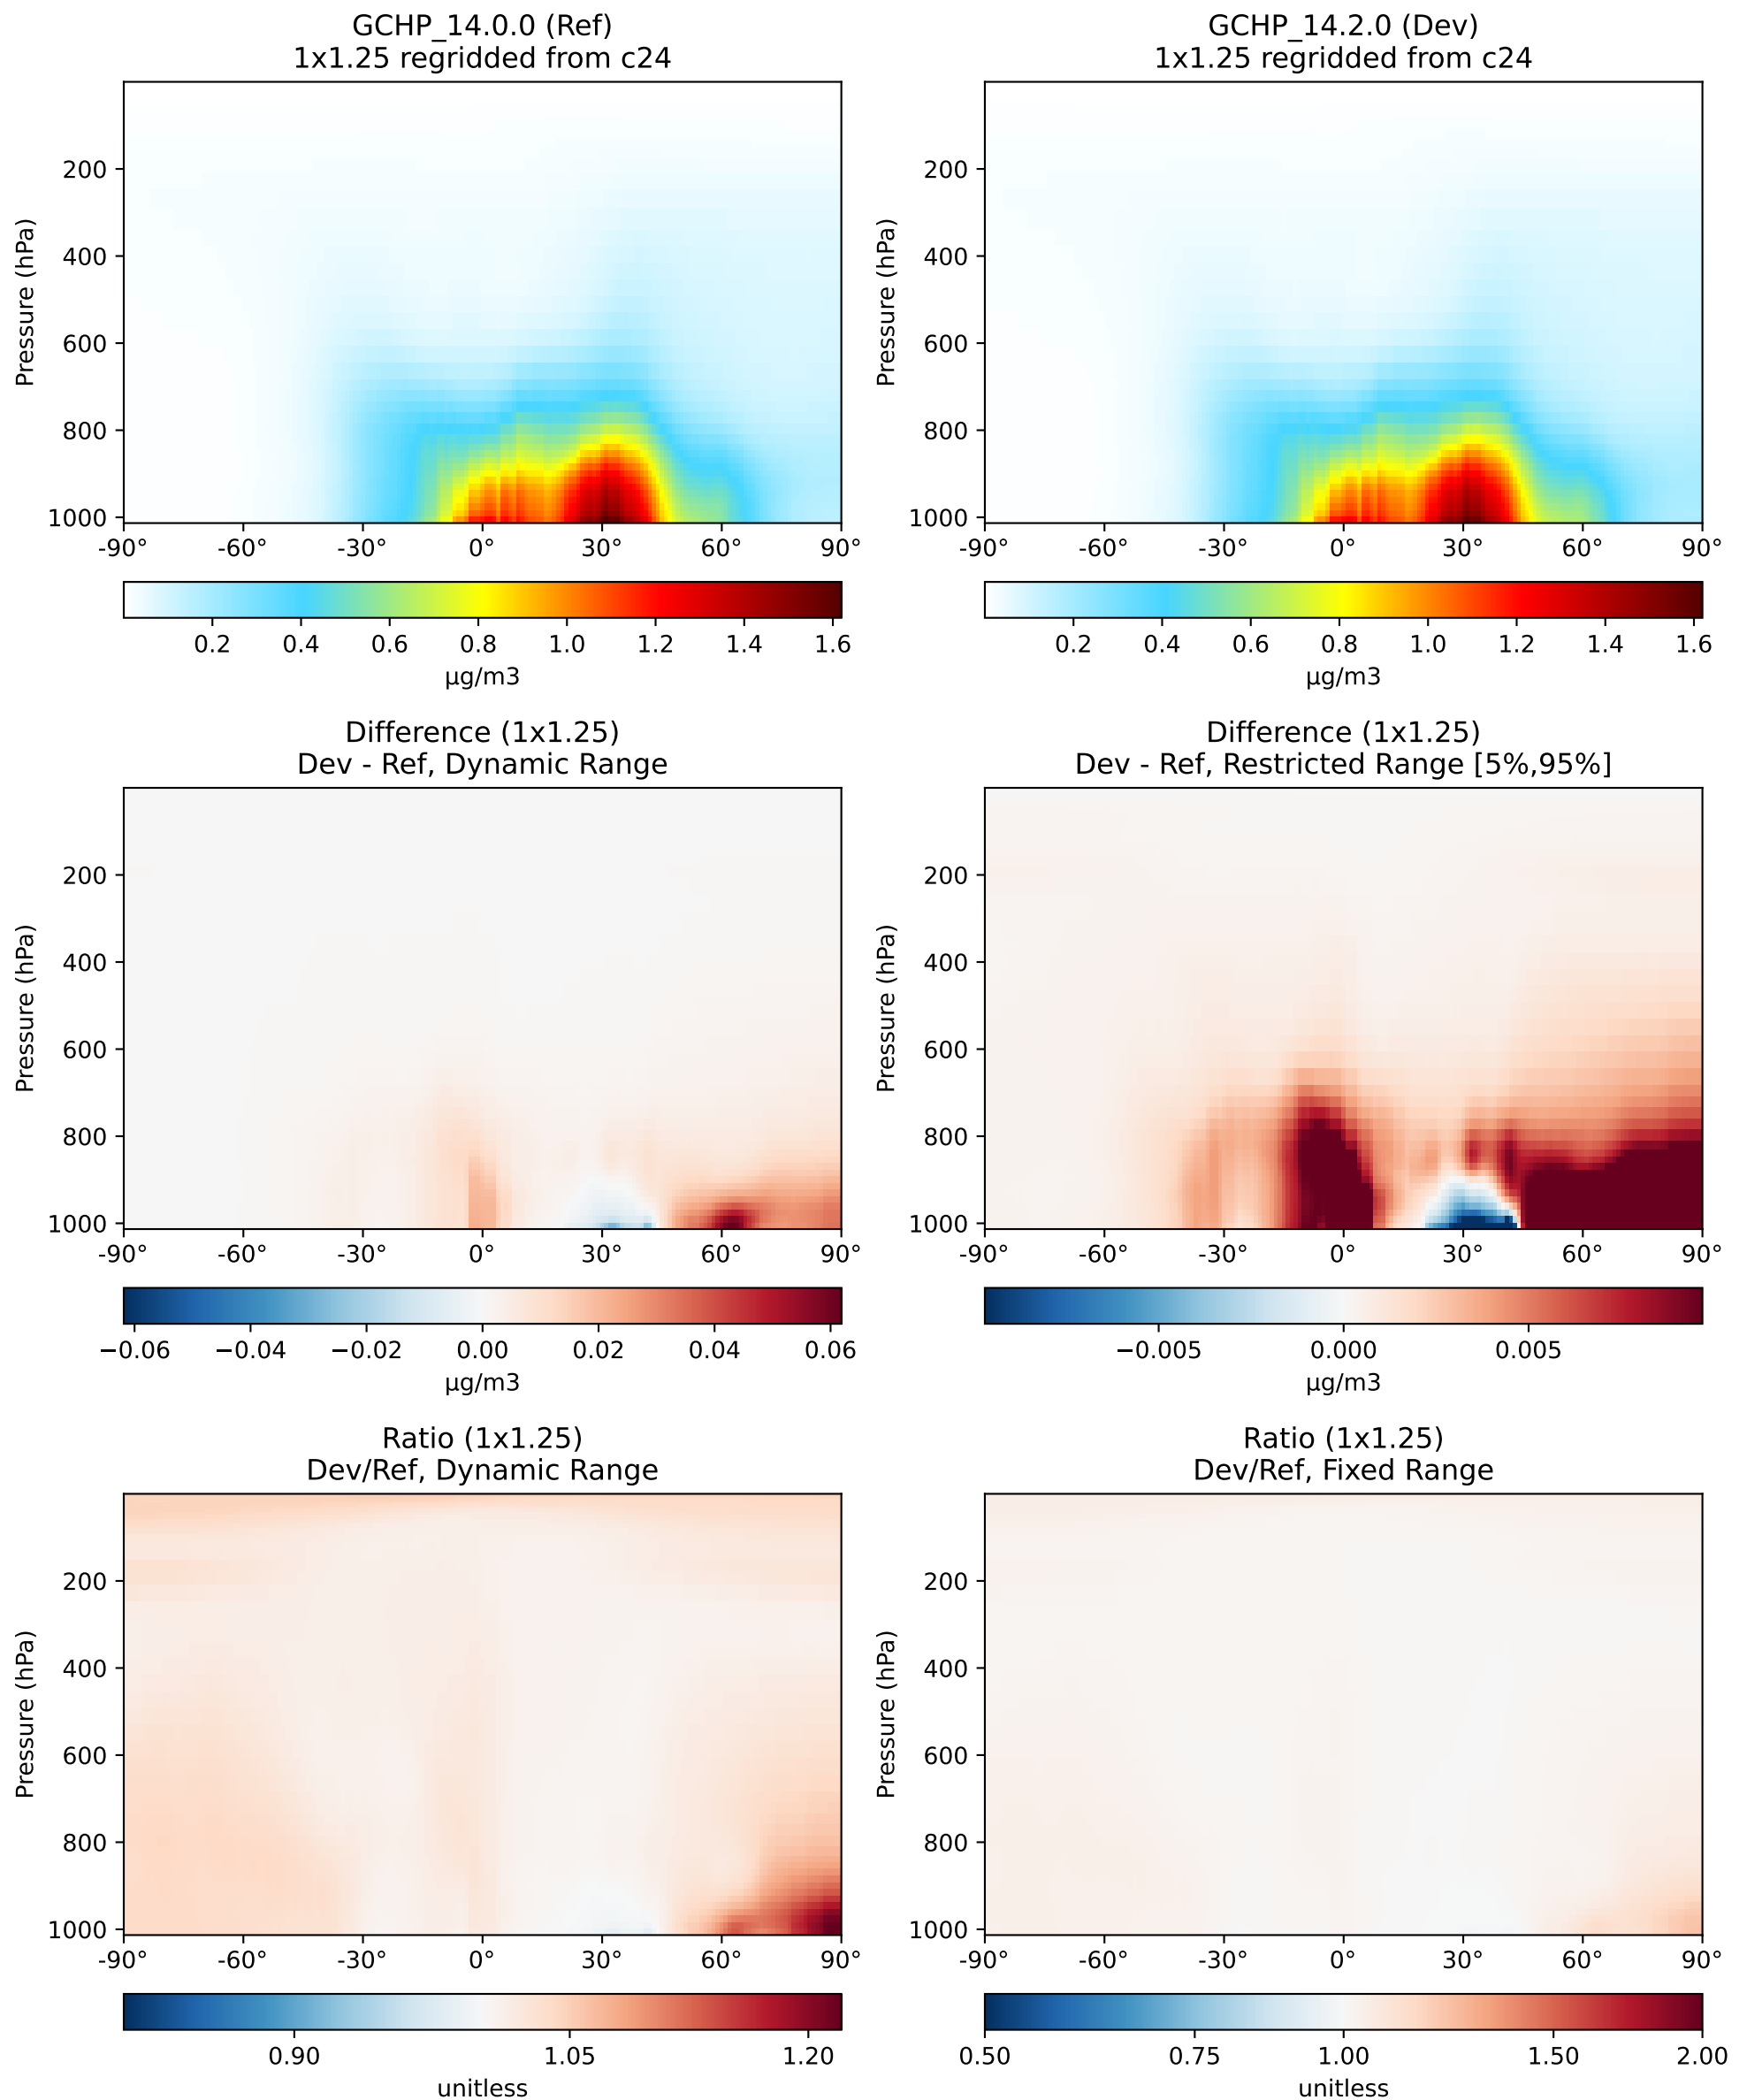 GCHP_14.0.0 (Ref)
1x1.25 regridded from c24
Pressure (hPa)
200
400
600
800
1000
-90° -60° -30° 0° 30° 60° 90°
0.2 0.4 0.6 0.8 1.0 1.2 1.4 1.6
µg/m3
GCHP_14.2.0 (Dev)
1x1.25 regridded from c24
Pressure (hPa)
200
400
600
800
1000
-90° -60° -30° 0° 30° 60° 90°
0.2 0.4 0.6 0.8 1.0 1.2 1.4 1.6
µg/m3
Difference (1x1.25)
Dev - Ref, Dynamic Range
Pressure (hPa)
200
400
600
800
1000
-90° -60° -30° 0° 30° 60° 90°
−0.06 −0.04 −0.02 0.00 0.02 0.04 0.06
µg/m3
Difference (1x1.25)
Dev - Ref, Restricted Range [5%,95%]
Pressure (hPa)
200
400
600
800
1000
-90° -60° -30° 0° 30° 60° 90°
−0.005 0.000 0.005
µg/m3
Ratio (1x1.25)
Dev/Ref, Dynamic Range
Pressure (hPa)
200
400
600
800
1000
-90° -60° -30° 0° 30° 60° 90°
0.90 1.05 1.20
unitless
Ratio (1x1.25)
Dev/Ref, Fixed Range
Pressure (hPa)
200
400
600
800
1000
-90° -60° -30° 0° 30° 60° 90°
0.50 0.75 1.00 1.50 2.00
unitless